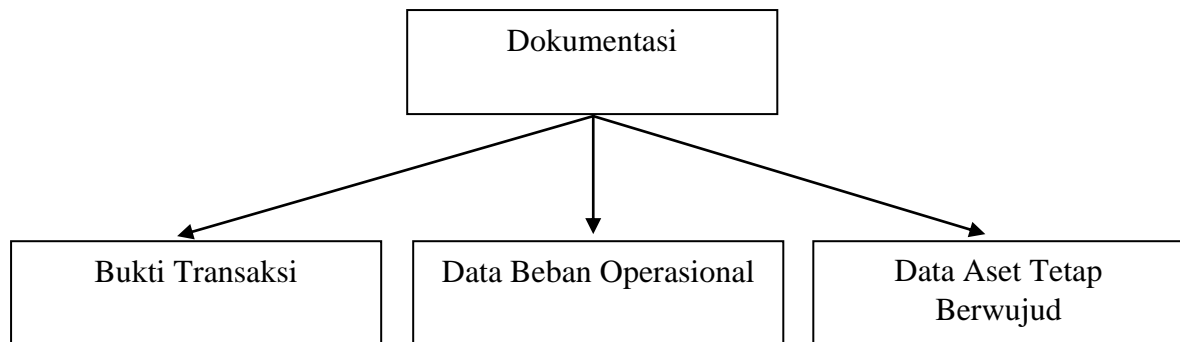 Dokumentasi
Bukti Transaksi
Data Beban Operasional
Data Aset Tetap
Berwujud